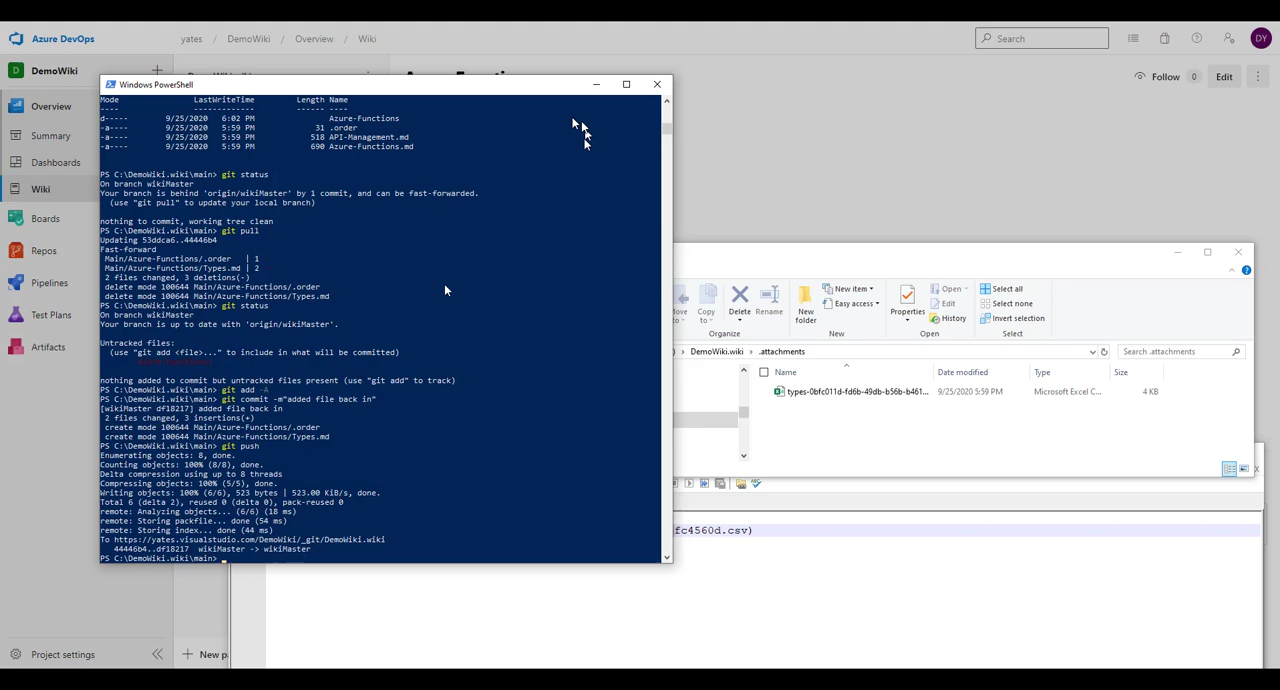 Azure DevOps
yates / DemoWiki / Overview / Wiki
Search
DY
D DemoWiki
Follow 0 Edit
Overview
Summary
Dashboards
Wiki
Boards
Repos
Pipelines
Test Plans
Artifacts
Project settings
New p
Windows PowerShell
Mode LastWriteTime Length Name
---- ------------- ------ ----
d----- 9/25/2020 6:02 PM Azure-Functions
-a---- 9/25/2020 5:59 PM 31 .order
-a---- 9/25/2020 5:59 PM 518 API-Management.md
-a---- 9/25/2020 5:59 PM 690 Azure-Functions.md
PS C:\DemoWiki.wiki\main> git status
On branch wikiMaster
Your branch is behind 'origin/wikiMaster' by 1 commit, and can be fast-forwarded.
(use "git pull" to update your local branch)
nothing to commit, working tree clean
PS C:\DemoWiki.wiki\main> git pull
Updating 53ddca6..44446b4
Fast-forward
Main/Azure-Functions/.order | 1
Main/Azure-Functions/Types.md | 2
2 files changed, 3 deletions(-)
delete mode 100644 Main/Azure-Functions/.order
delete mode 100644 Main/Azure-Functions/Types.md
PS C:\DemoWiki.wiki\main> git status
On branch wikiMaster
Your branch is up to date with 'origin/wikiMaster'.
Untracked files:
(use "git add <file>..." to include in what will be committed)
nothing added to commit but untracked files present (use "git add" to track)
PS C:\DemoWiki.wiki\main> git add -A
PS C:\DemoWiki.wiki\main> git commit -m"added file back in"
[wikiMaster df18217] added file back in
2 files changed, 3 insertions(+)
create mode 100644 Main/Azure-Functions/.order
create mode 100644 Main/Azure-Functions/Types.md
PS C:\DemoWiki.wiki\main> git push
Enumerating objects: 8, done.
Counting objects: 100% (8/8), done.
Delta compression using up to 8 threads
Compressing objects: 100% (5/5), done.
Writing objects: 100% (6/6), 523 bytes | 523.00 KiB/s, done.
Total 6 (delta 2), reused 0 (delta 0), pack-reused 0
remote: Analyzing objects... (6/6) (18 ms)
remote: Storing packfile... done (54 ms)
remote: Storing index... done (44 ms)
To https://yates.visualstudio.com/DemoWiki/_git/DemoWiki.wiki
44446b4..df18217 wikiMaster -> wikiMaster
PS C:\DemoWiki.wiki\main>
Move to Copy to Delete Rename
Organize
New folder
New item
Easy access
New
Properties
Open
Edit
History
Open
Select all
Select none
Invert selection
Select
DemoWiki.wiki > .attachments
Search .attachments
Name Date modified Type Size
types-0bfc011d-fd6b-49db-b56b-b461... 9/25/2020 5:59 PM Microsoft Excel C... 4 KB
fc4560d.csv)